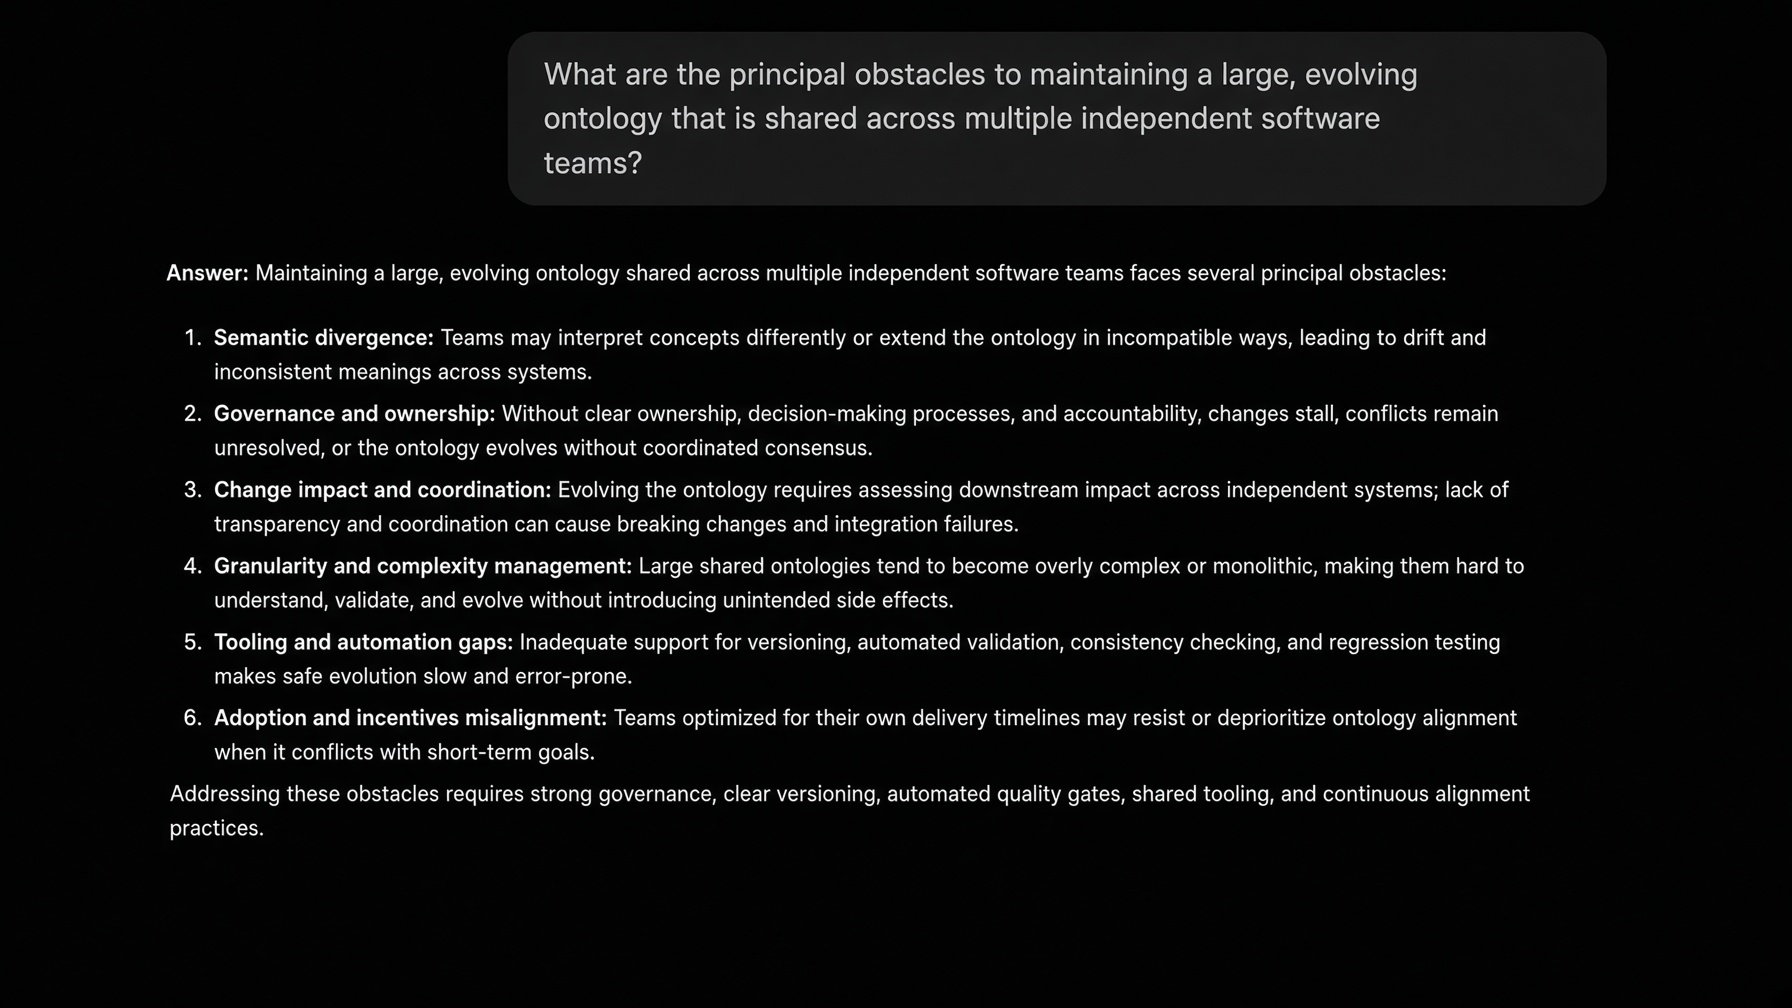 What are the principal obstacles to maintaining a large, evolving
ontology that is shared across multiple independent software
teams?
Answer: Maintaining a large, evolving ontology shared across multiple independent software teams faces several principal obstacles:
1. Semantic divergence: Teams may interpret concepts differently or extend the ontology in incompatible ways, leading to drift and
inconsistent meanings across systems.
2. Governance and ownership: Without clear ownership, decision-making processes, and accountability, changes stall, conflicts remain
unresolved, or the ontology evolves without coordinated consensus.
3. Change impact and coordination: Evolving the ontology requires assessing downstream impact across independent systems; lack of
transparency and coordination can cause breaking changes and integration failures.
4. Granularity and complexity management: Large shared ontologies tend to become overly complex or monolithic, making them hard to
understand, validate, and evolve without introducing unintended side effects.
5. Tooling and automation gaps: Inadequate support for versioning, automated validation, consistency checking, and regression testing
makes safe evolution slow and error-prone.
6. Adoption and incentives misalignment: Teams optimized for their own delivery timelines may resist or deprioritize ontology alignment
when it conflicts with short-term goals.
Addressing these obstacles requires strong governance, clear versioning, automated quality gates, shared tooling, and continuous alignment
practices.